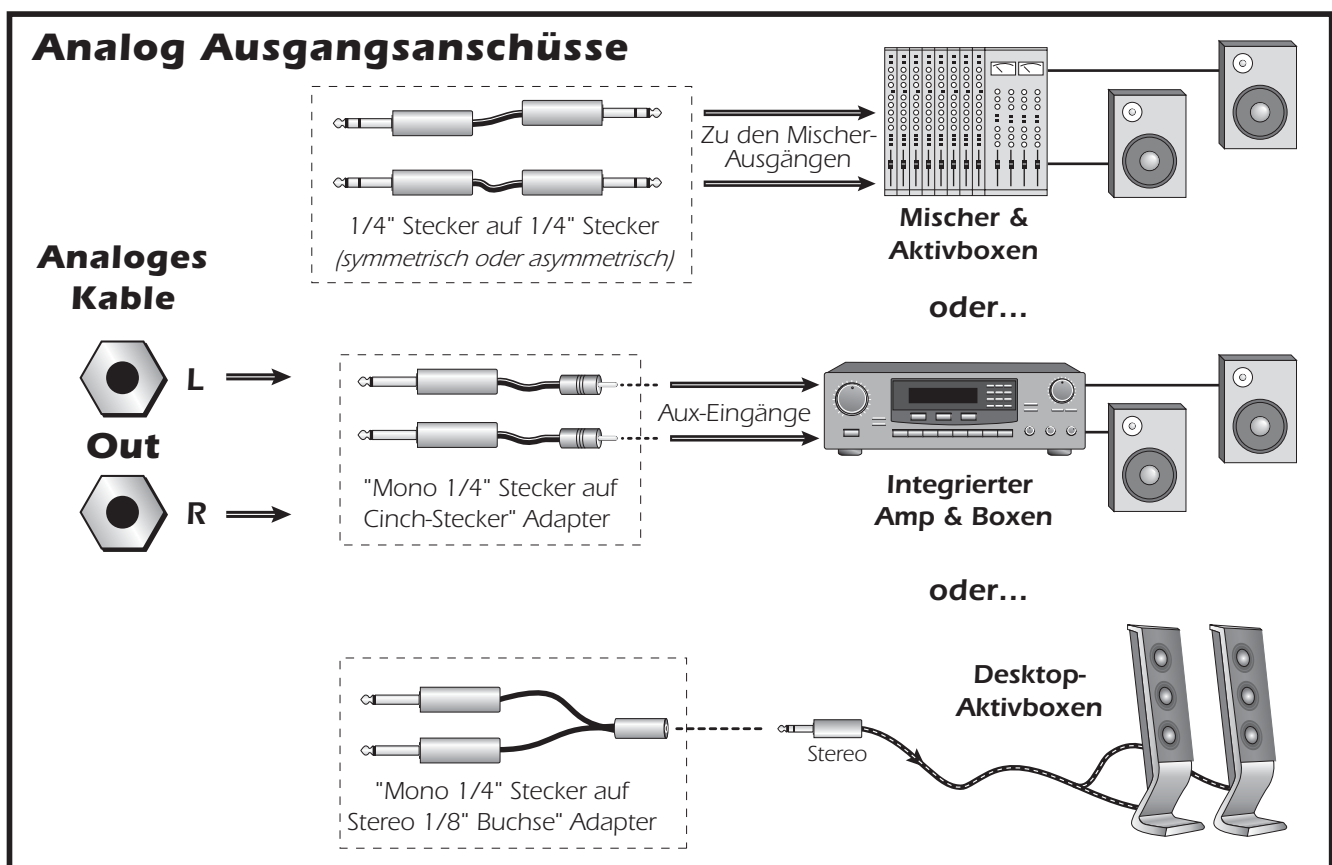 Analog Ausgangsanschüsse
Zu den Mischer-
Ausgängen
1/4" Stecker auf 1/4" Stecker
(symmetrisch oder asymmetrisch)
Mischer &
Aktivboxen
Analoges
Kable
oder...
L
Out
R
Aux-Eingänge
"Mono 1/4" Stecker auf
Cinch-Stecker" Adapter
Integrierter
Amp & Boxen
oder...
Desktop-
Aktivboxen
Stereo
"Mono 1/4" Stecker auf
Stereo 1/8" Buchse" Adapter